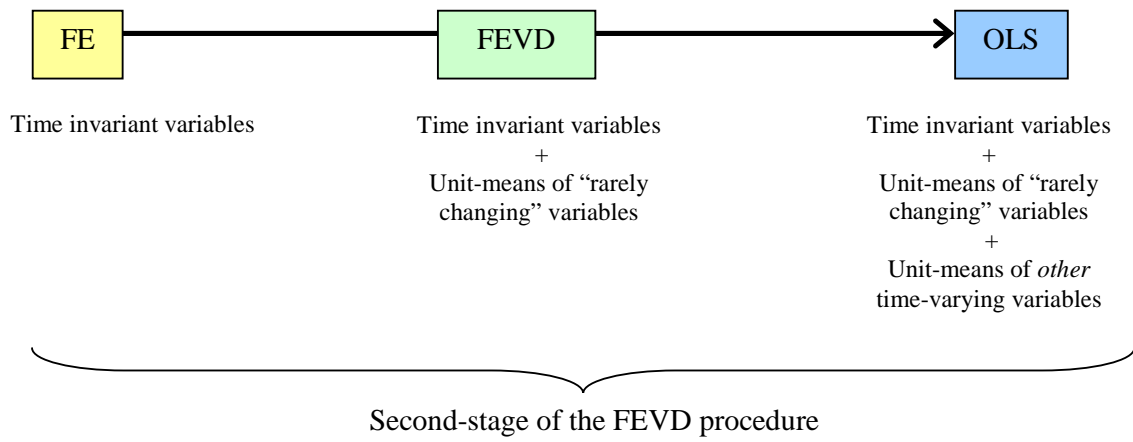 FE
FEVD
OLS
Time invariant variables
Time invariant variables
+
Unit-means of “rarely
changing” variables
Time invariant variables
+
Unit-means of “rarely
changing” variables
+
Unit-means of other
time-varying variables
Second-stage of the FEVD procedure